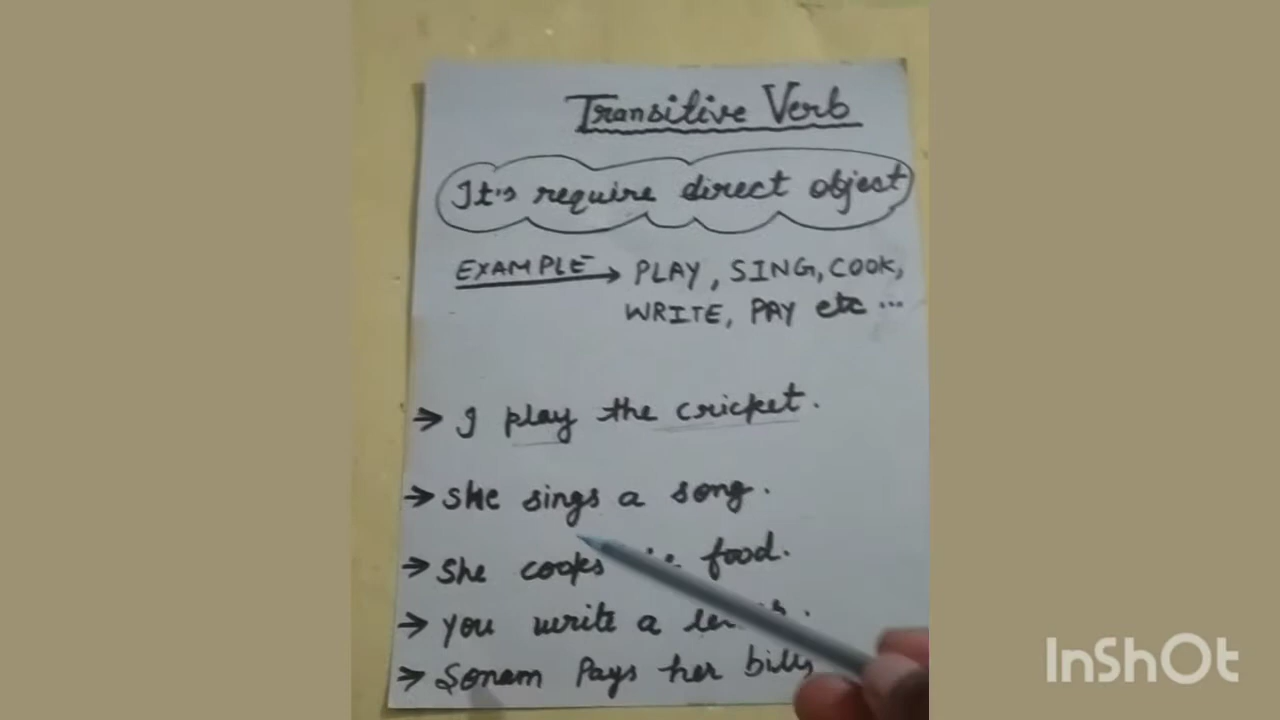 Transitive Verb
It's require direct object
EXAMPLE → PLAY, SING, COOK,
WRITE, PAY etc ...
→ I play the cricket.
→ She sings a song.
→ She cooks food.
→ You write a
→ Sonam Pays her bills
InShOt